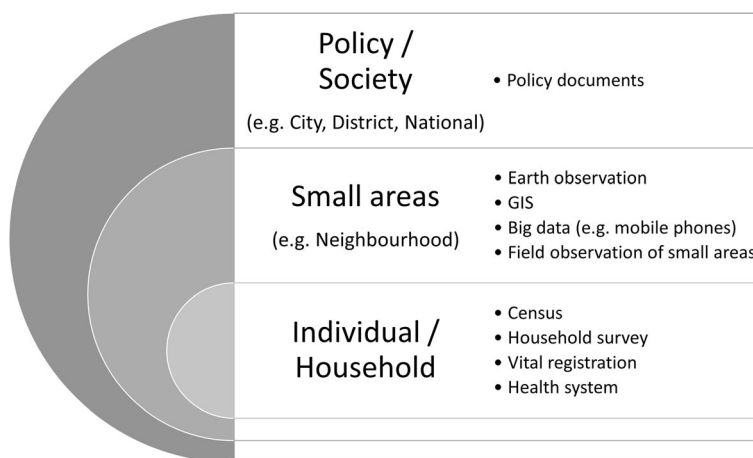 Policy /
Society
(e.g. City, District, National)
• Policy documents
Small areas
(e.g. Neighbourhood)
• Earth observation
• GIS
• Big data (e.g. mobile phones)
• Field observation of small areas
Individual /
Household
• Census
• Household survey
• Vital registration
• Health system